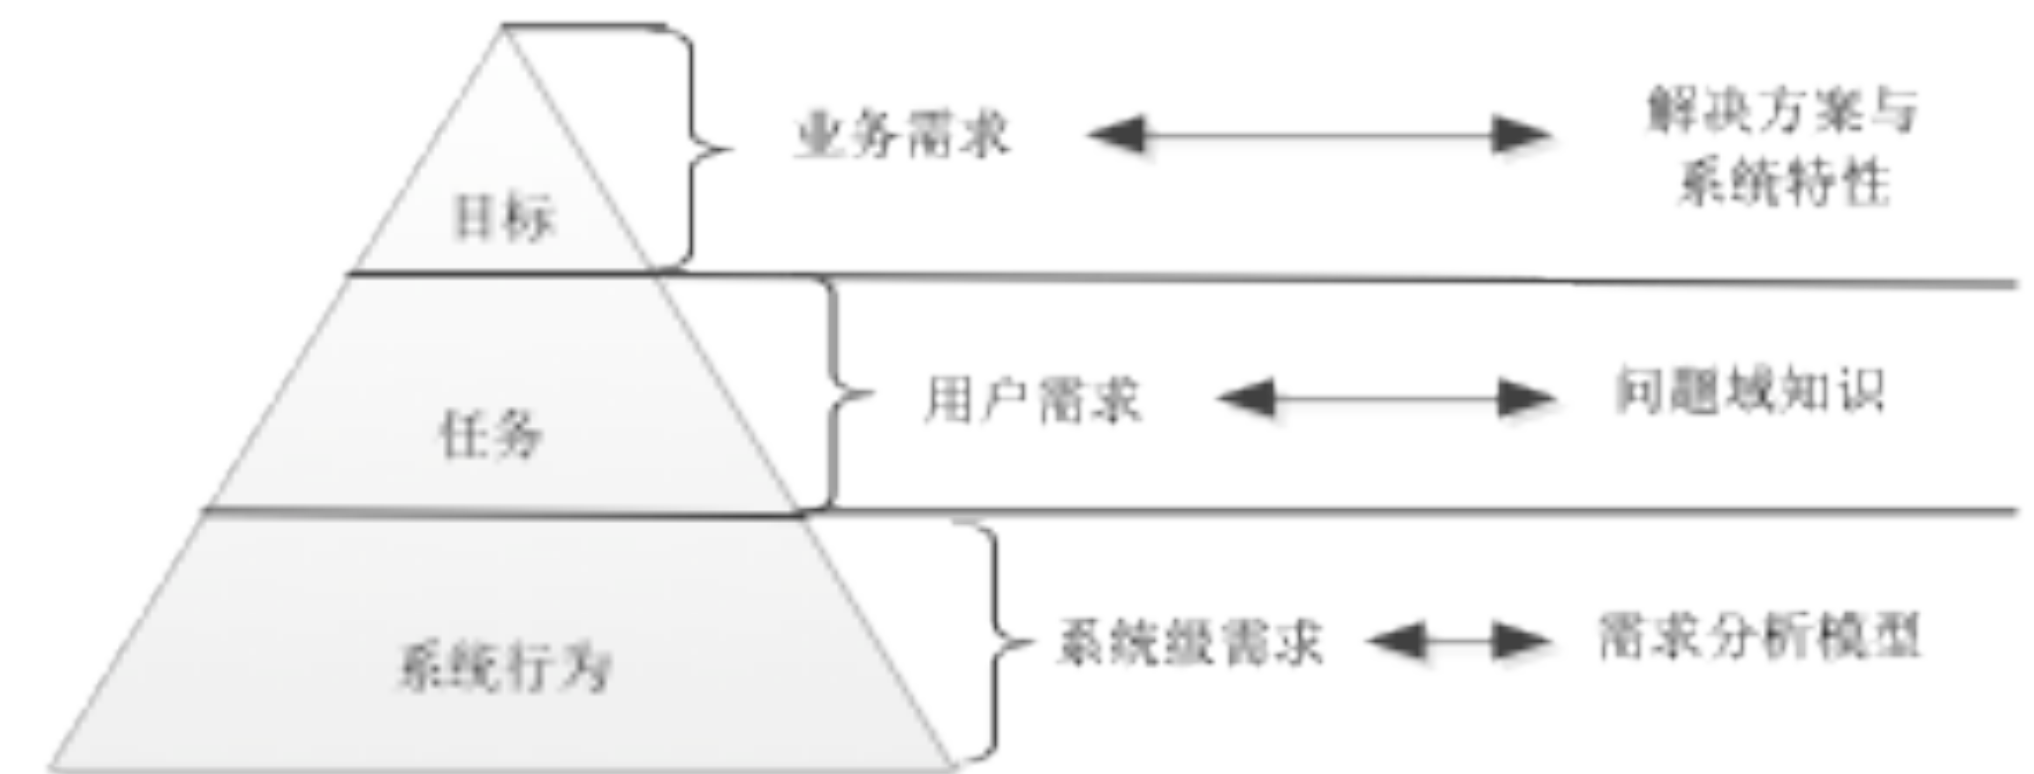 业务需求
解决方案与
系统特性
目标
用户需求
问题域知识
任务
系统级需求
需求分析模型
系统行为